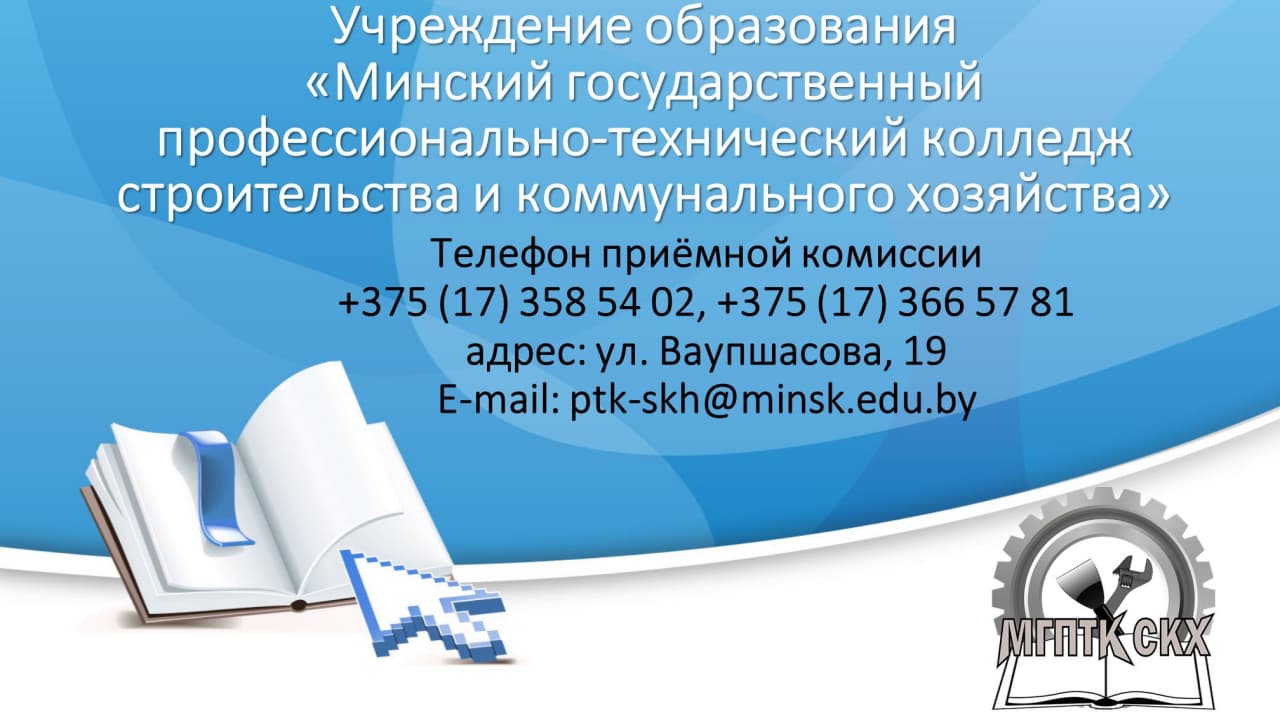 Учреждение образования
«Минский государственный
профессионально-технический колледж
строительства и коммунального хозяйства»
Телефон приёмной комиссии
+375 (17) 358 54 02, +375 (17) 366 57 81
адрес: ул. Ваупшасова, 19
E-mail: ptk-skh@minsk.edu.by
МГПТК СКХ